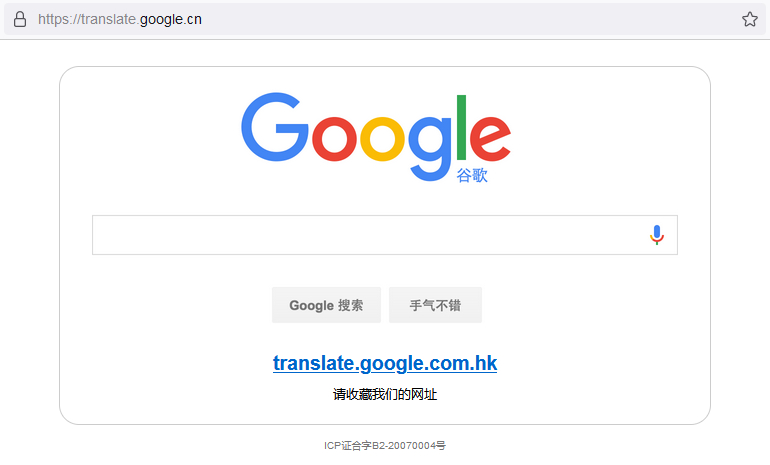 https://translate.google.cn
Google
谷歌
Google 搜索
手气不错
translate.google.com.hk
请收藏我们的网址
ICP证合字B2-20070004号